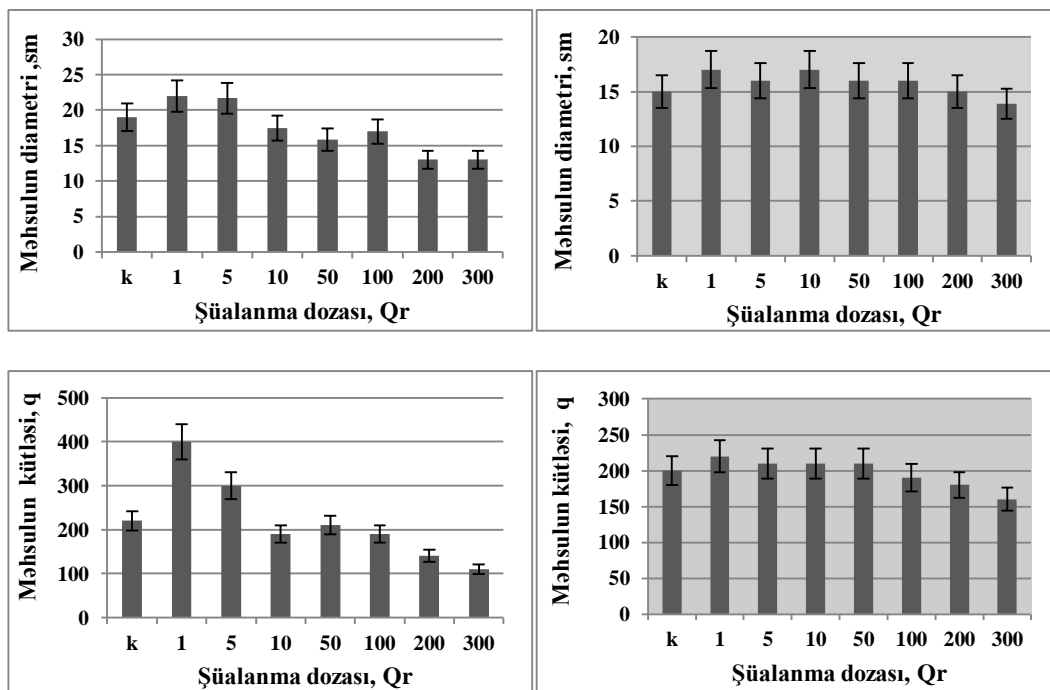 Məhsulun diametri ,sm
30
25
20
15
10
5
0
k 1 5 10 50 100 200 300
Şüalanma dozası, Qr
Məhsulun diametri, sm
20
15
10
5
0
k 1 5 10 50 100 200 300
Şüalanma dozası, Qr
Məhsulun kütləsi, q
500
400
300
200
100
0
k 1 5 10 50 100 200 300
Şüalanma dozası, Qr
Məhsulun kütləsi, q
300
250
200
150
100
50
0
k 1 5 10 50 100 200 300
Şüalanma dozası, Qr